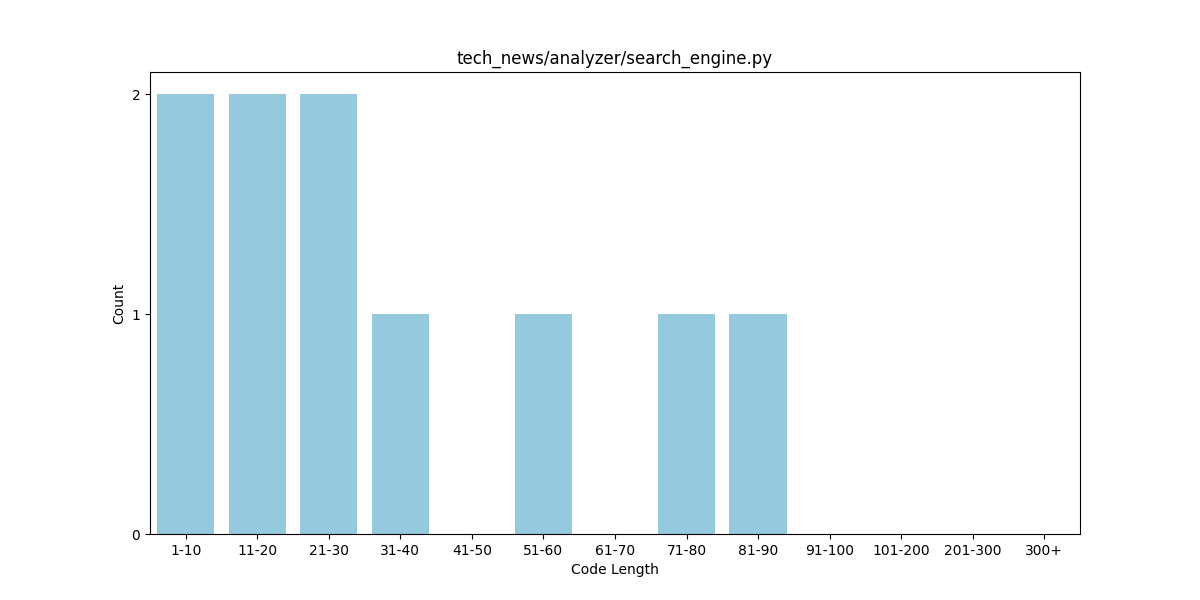 tech_news/analyzer/search_engine.py
2
1
0
Count
1-10 11-20 21-30 31-40 41-50 51-60 61-70 71-80 81-90 91-100 101-200 201-300 300+
Code Length